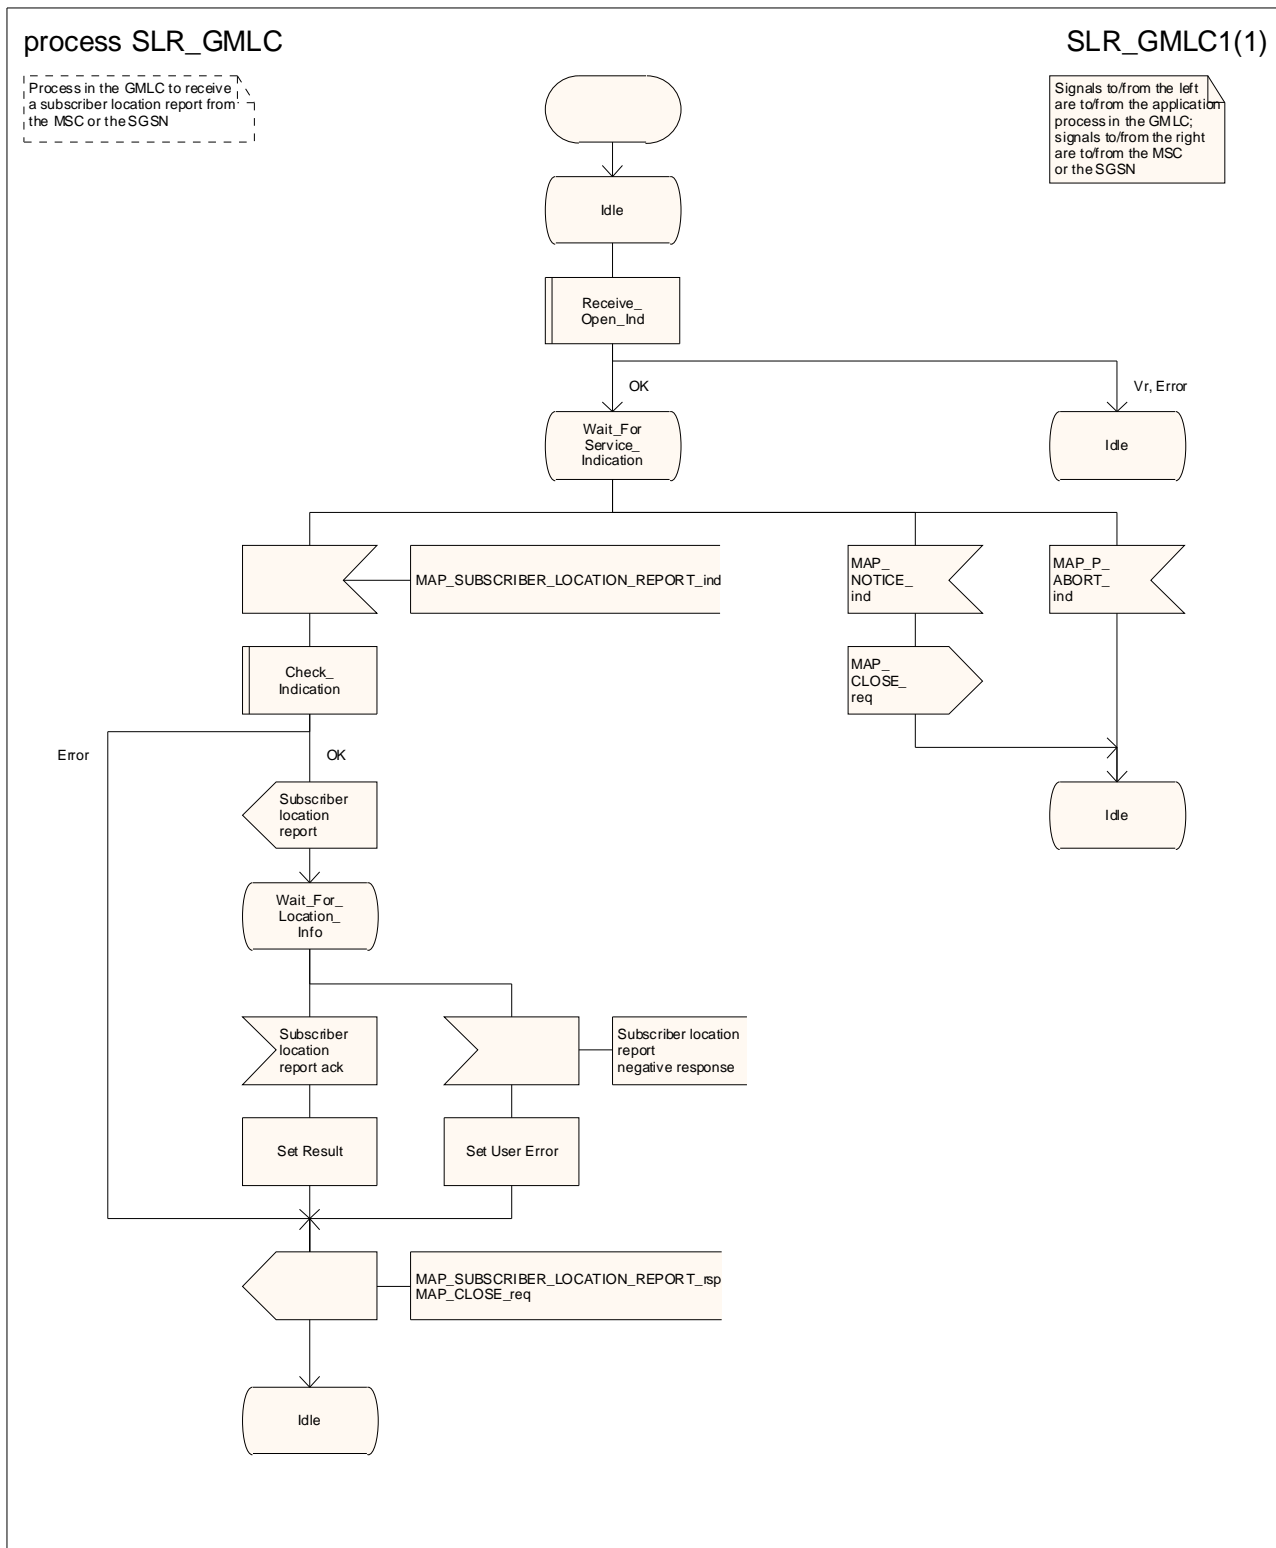 process SLR_GMLC
SLR_GMLC1(1)
Process in the GMLC to receive
a subscriber location report from
the MSC or the SGSN
Signals to/from the left
are to/from the application
process in the GMLC;
signals to/from the right
are to/from the MSC
or the SGSN
Idle
Receive_
Open_Ind
OK
Vr, Error
Wait_For
Service_
Indication
Idle
MAP_SUBSCRIBER_LOCATION_REPORT_ind
MAP_
NOTICE_
ind
MAP_P_
ABORT_
ind
Check_
Indication
MAP_
CLOSE_
req
Error
OK
Subscriber
location
report
Idle
Wait_For_
Location_
Info
Subscriber
location
report ack
Subscriber location
report
negative response
Set Result
Set User Error
MAP_SUBSCRIBER_LOCATION_REPORT_rsp
MAP_CLOSE_req
Idle